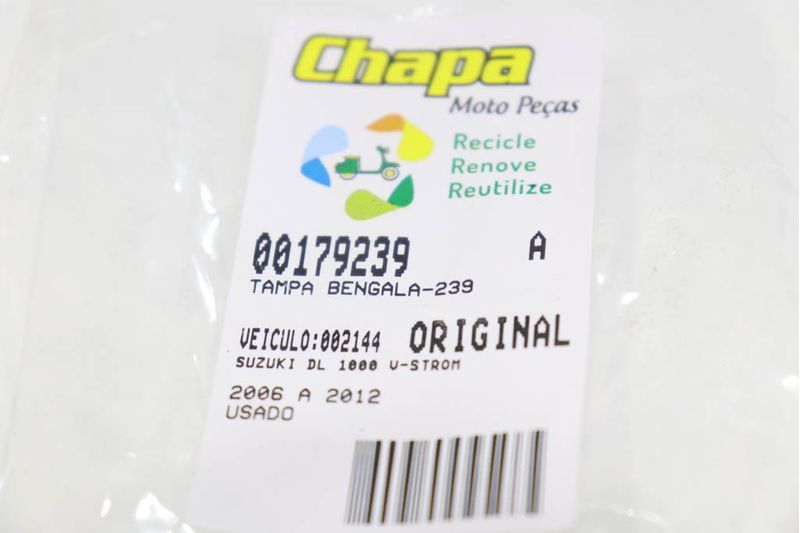 Chapa
Moto Peças
Recicle
Renove
Reutilize
00179239 A
TAMPA BENGALA-239
VEICULO:002144 ORIGINAL
SUZUKI DL 1000 V-STROM
2006 A 2012
USADO